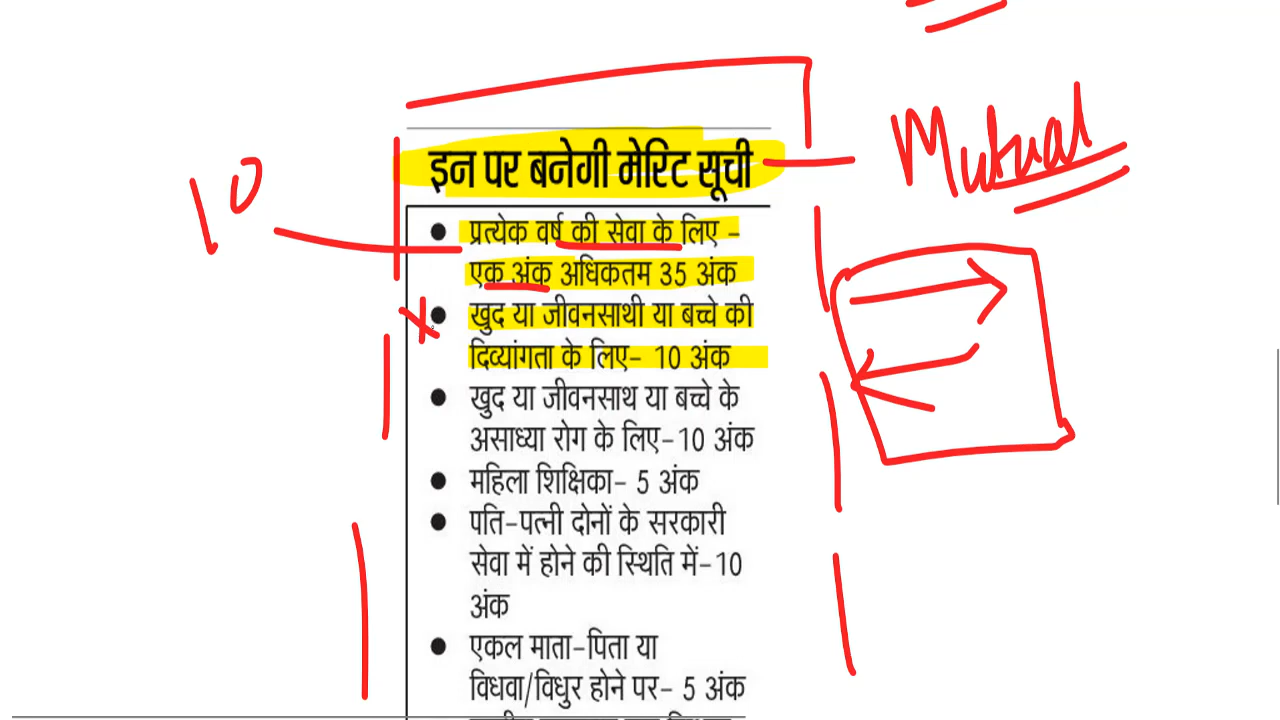 Mutual
इन पर बनेगी मेरिट सूची
10
● प्रत्येक वर्ष की सेवा के लिए -
एक अंक अधिकतम 35 अंक
● खुद या जीवनसाथी या बच्चे की
दिव्यांगता के लिए- 10 अंक
● खुद या जीवनसाथ या बच्चे के
असाध्या रोग के लिए-10 अंक
● महिला शिक्षिका- 5 अंक
● पति-पत्नी दोनों के सरकारी
सेवा में होने की स्थिति में-10
अंक
● एकल माता-पिता या
विधवा/विधुर होने पर- 5 अंक